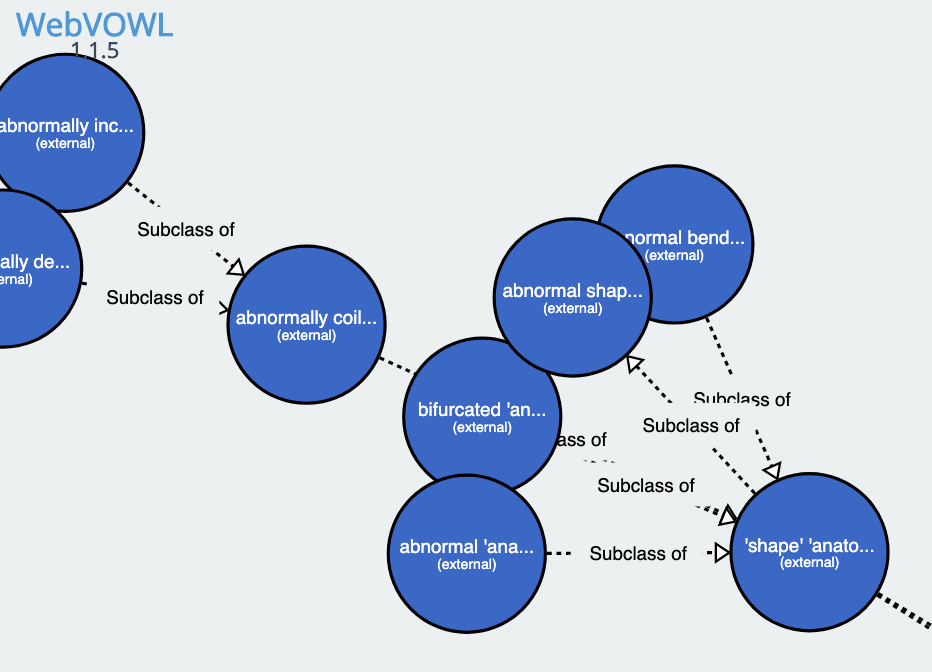 WebVOWL
1.1.5
abnormally inc...
(external)
Subclass of
ally de...
ernal)
Subclass of
abnormally coil...
(external)
normal bend...
(external)
abnormal shap...
(external)
Subclass of
Subclass of
bifurcated 'an...
(external)
ass of
Subclass of
abnormal 'ana...
(external)
Subclass of
'shape' 'anato...
(external)